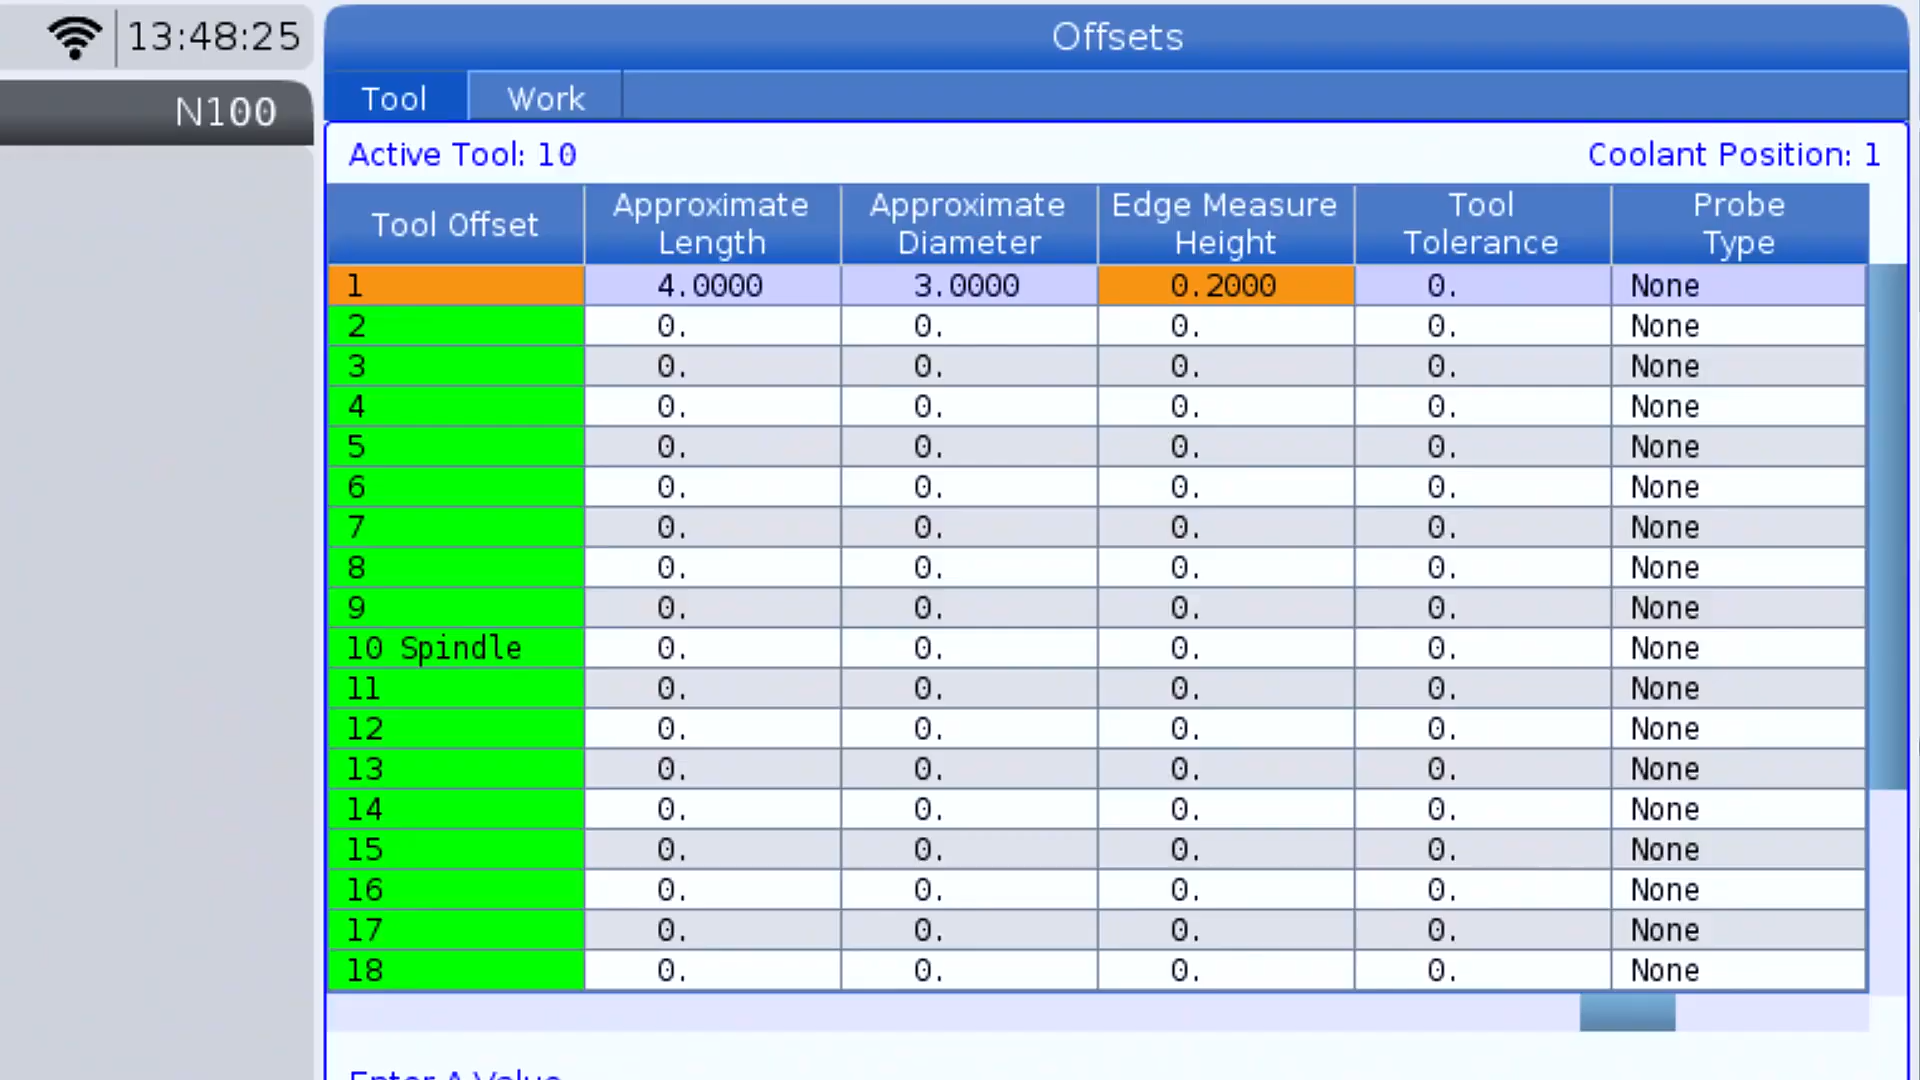 13:48:25
N100
Offsets
Tool Work
Active Tool: 10 Coolant Position: 1
Tool Offset Approximate Length Approximate Diameter Edge Measure Height Tool Tolerance Probe Type
1 4.0000 3.0000 0.2000 0. None
2 0. 0. 0. 0. None
3 0. 0. 0. 0. None
4 0. 0. 0. 0. None
5 0. 0. 0. 0. None
6 0. 0. 0. 0. None
7 0. 0. 0. 0. None
8 0. 0. 0. 0. None
9 0. 0. 0. 0. None
10 Spindle 0. 0. 0. 0. None
11 0. 0. 0. 0. None
12 0. 0. 0. 0. None
13 0. 0. 0. 0. None
14 0. 0. 0. 0. None
15 0. 0. 0. 0. None
16 0. 0. 0. 0. None
17 0. 0. 0. 0. None
18 0. 0. 0. 0. None
Enter A Value